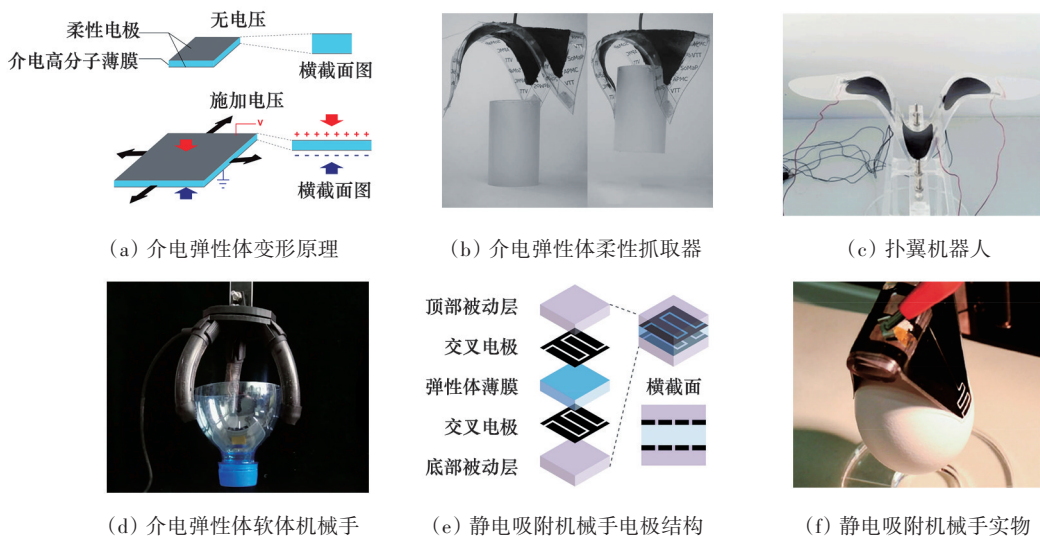 柔性电极
介电高分子薄膜
无电压
横截面图
施加电压
V
+ + + + + + + +
- - - - - - - -
横截面图
(a) 介电弹性体变形原理
(b) 介电弹性体柔性抓取器
(c) 扑翼机器人
顶部被动层
交叉电极
弹性体薄膜
交叉电极
底部被动层
横截面
(d) 介电弹性体软体机械手
(e) 静电吸附机械手电极结构
(f) 静电吸附机械手实物